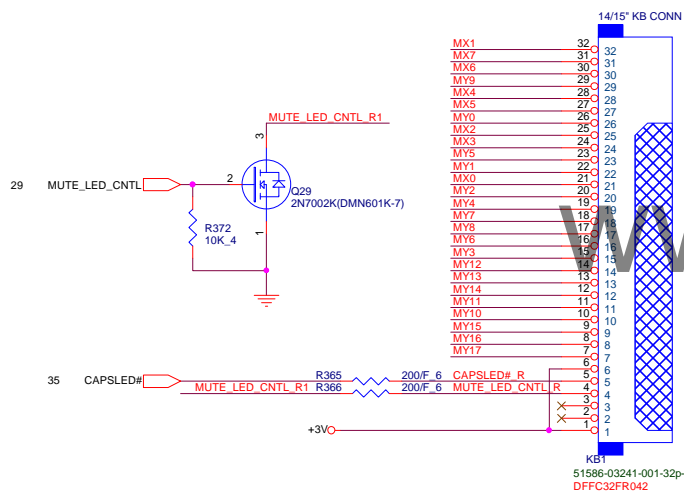 14/15" KB CONN
MX1 32 32
MX7 31 31
MX6 30 30
MY9 29 29
MX4 28 28
MX5 27 27
MY0 26 26
MX2 25 25
MX3 24 24
MY5 23 23
MY1 22 22
MX0 21 21
MY2 20 20
MY4 19 19
MY7 18 18
MY8 17 17
MY6 16 16
MY3 15 15
MY12 14 14
MY13 13 13
MY14 12 12
MY11 11 11
MY10 10 10
MY15 9 9
MY16 8 8
MY17 7 7
6 6
5 5
4 4
3 3
2 2
1 1
MUTE_LED_CNTL_R1
3
29 MUTE_LED_CNTL
2
Q29
2N7002K(DMN601K-7)
1
R372
10K_4
35 CAPSLED# R365 200/F_6 CAPSLED#_R
MUTE_LED_CNTL_R1 R366 200/F_6 MUTE_LED_CNTL_R
+3V
KB1
51586-03241-001-32p-
DFFC32FR042